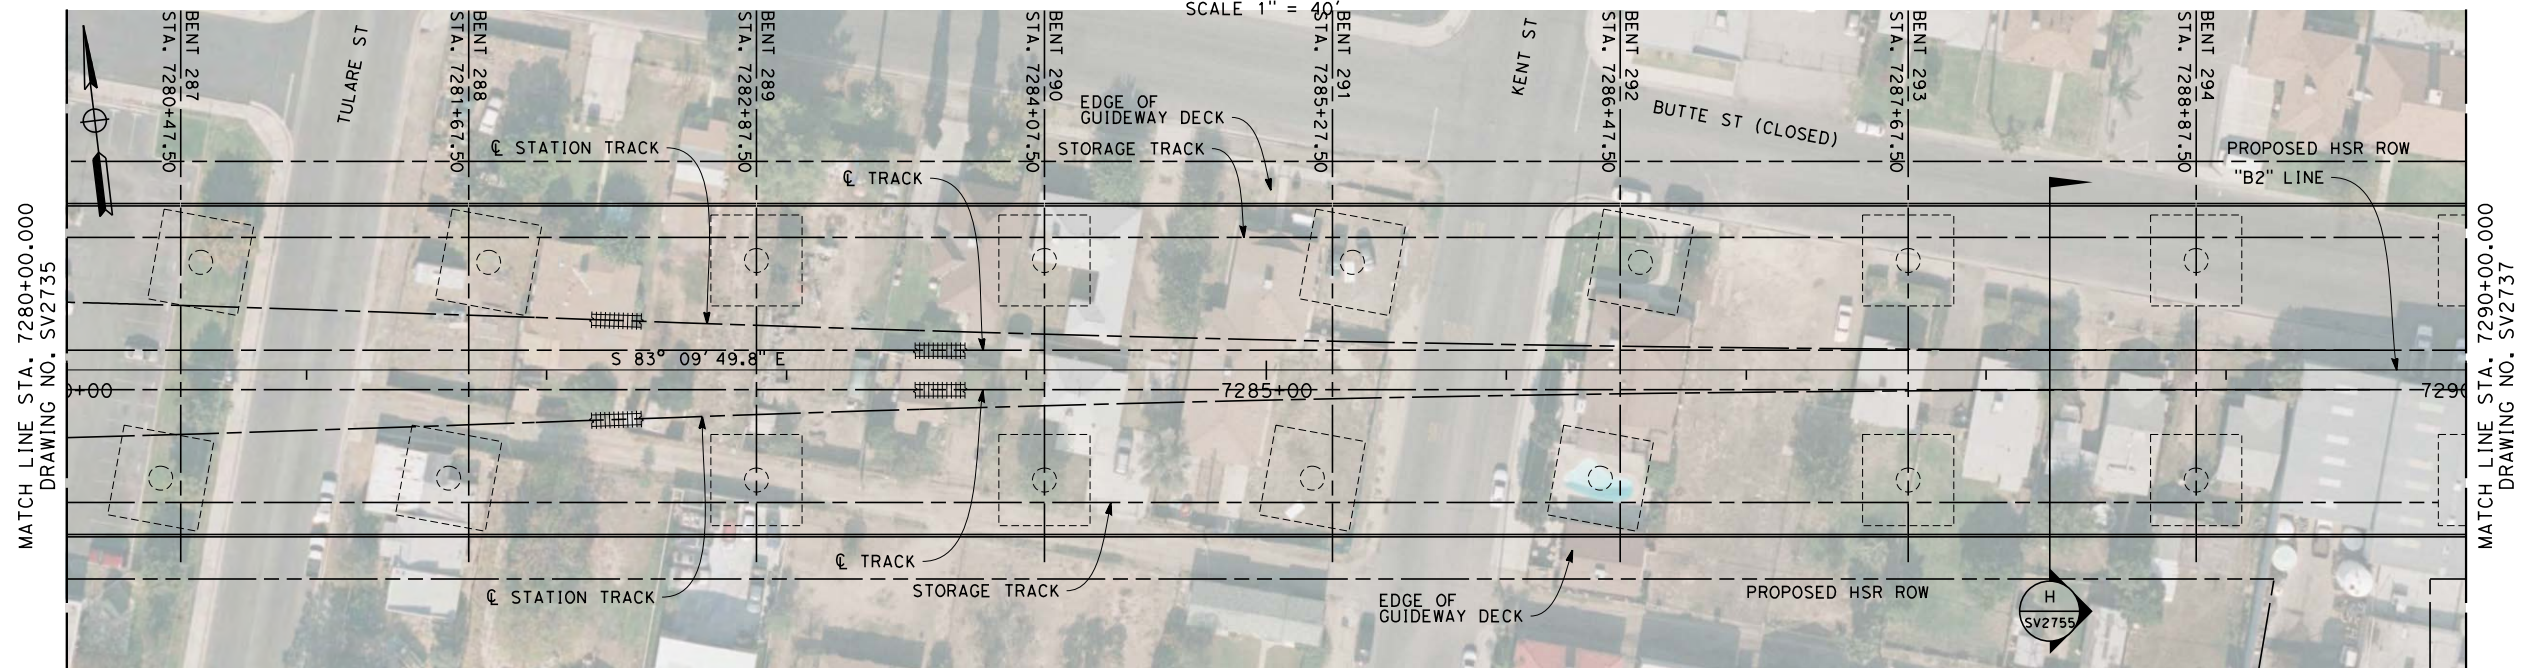 SCALE 1" = 40'
BENT 287
STA. 7280+47.50
BENT 288
STA. 7281+67.50
BENT 289
STA. 7282+87.50
BENT 290
STA. 7284+07.50
BENT 291
STA. 7285+27.50
BENT 292
STA. 7286+47.50
BENT 293
STA. 7287+67.50
BENT 294
STA. 7288+87.50
TULARE ST
KENT ST
BUTTE ST (CLOSED)
EDGE OF
GUIDEWAY DECK
STORAGE TRACK
℄ STATION TRACK
℄ TRACK
PROPOSED HSR ROW
"B2" LINE
MATCH LINE STA. 7280+00.000
DRAWING NO. SV2735
S 83° 09' 49.8" E
0+00
7285+00
7290
MATCH LINE STA. 7290+00.000
DRAWING NO. SV2737
℄ TRACK
℄ STATION TRACK
STORAGE TRACK
EDGE OF
GUIDEWAY DECK
PROPOSED HSR ROW
H
SV2755